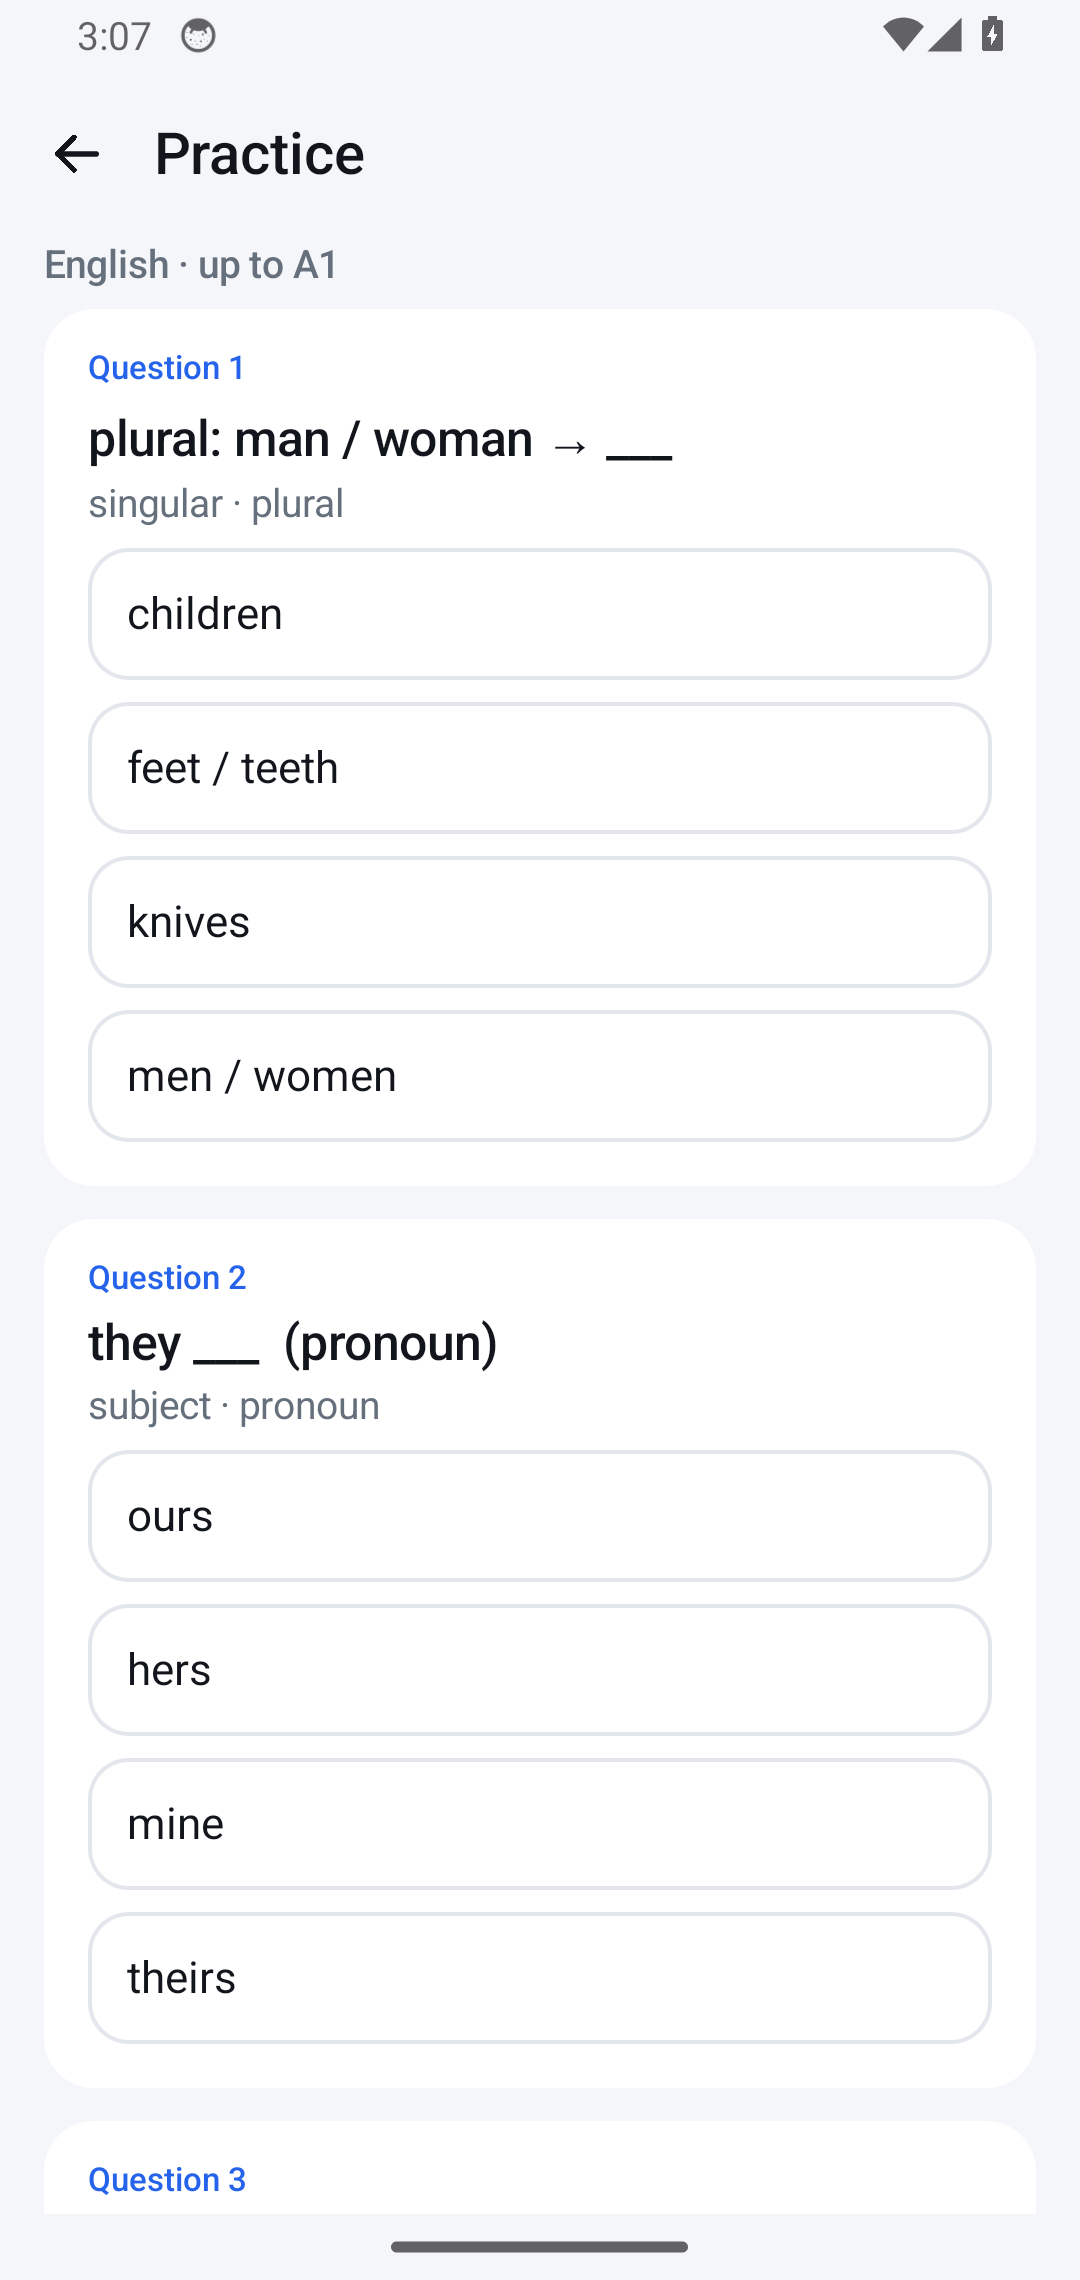 3:07
Practice
English · up to A1
Question 1
plural: man / woman → ___
singular · plural
children
feet / teeth
knives
men / women
Question 2
they ___ (pronoun)
subject · pronoun
ours
hers
mine
theirs
Question 3